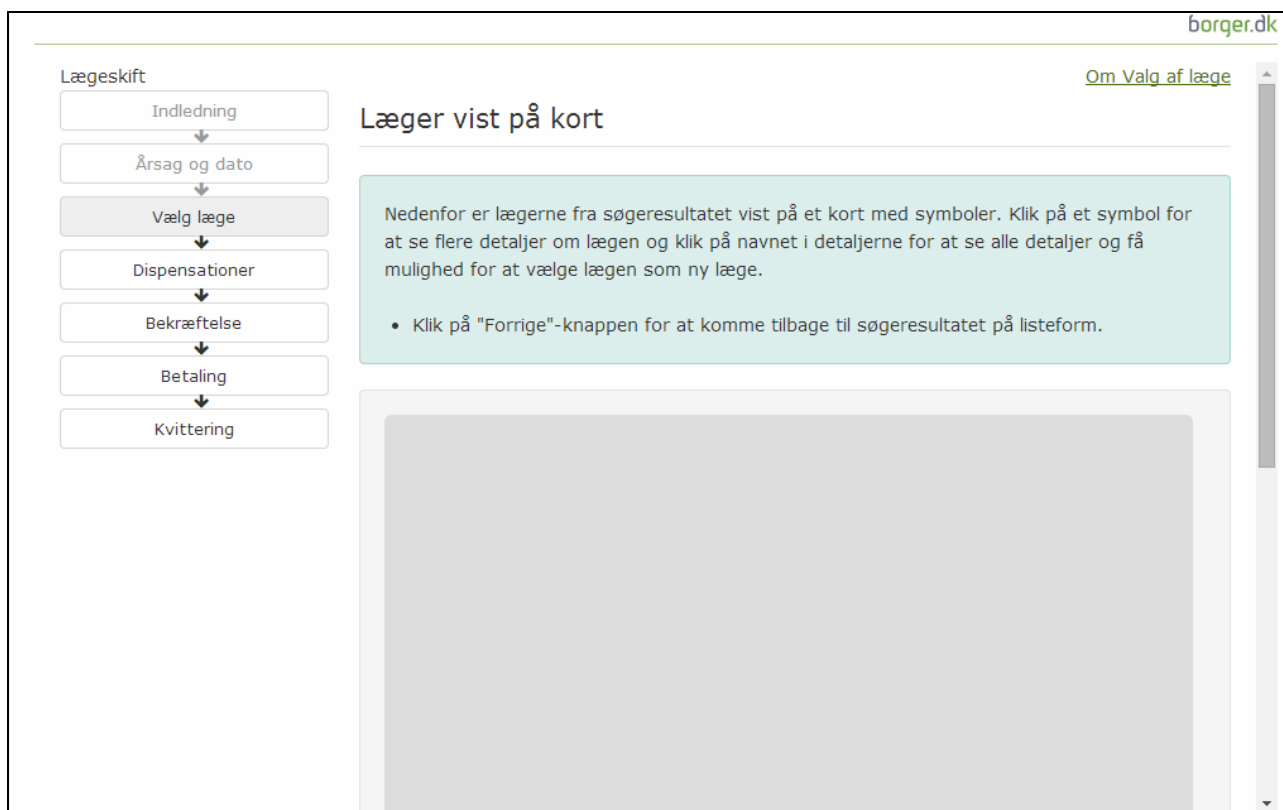 borger.dk
Lægeskift
Om Valg af læge
Indledning
Årsag og dato
Vælg læge
Dispensationer
Bekræftelse
Betaling
Kvittering
Læger vist på kort
Nedenfor er lægerne fra søgeresultatet vist på et kort med symboler. Klik på et symbol for
at se flere detaljer om lægen og klik på navnet i detaljerne for at se alle detaljer og få
mulighed for at vælge lægen som ny læge.
• Klik på "Forrige"-knappen for at komme tilbage til søgeresultatet på listeform.